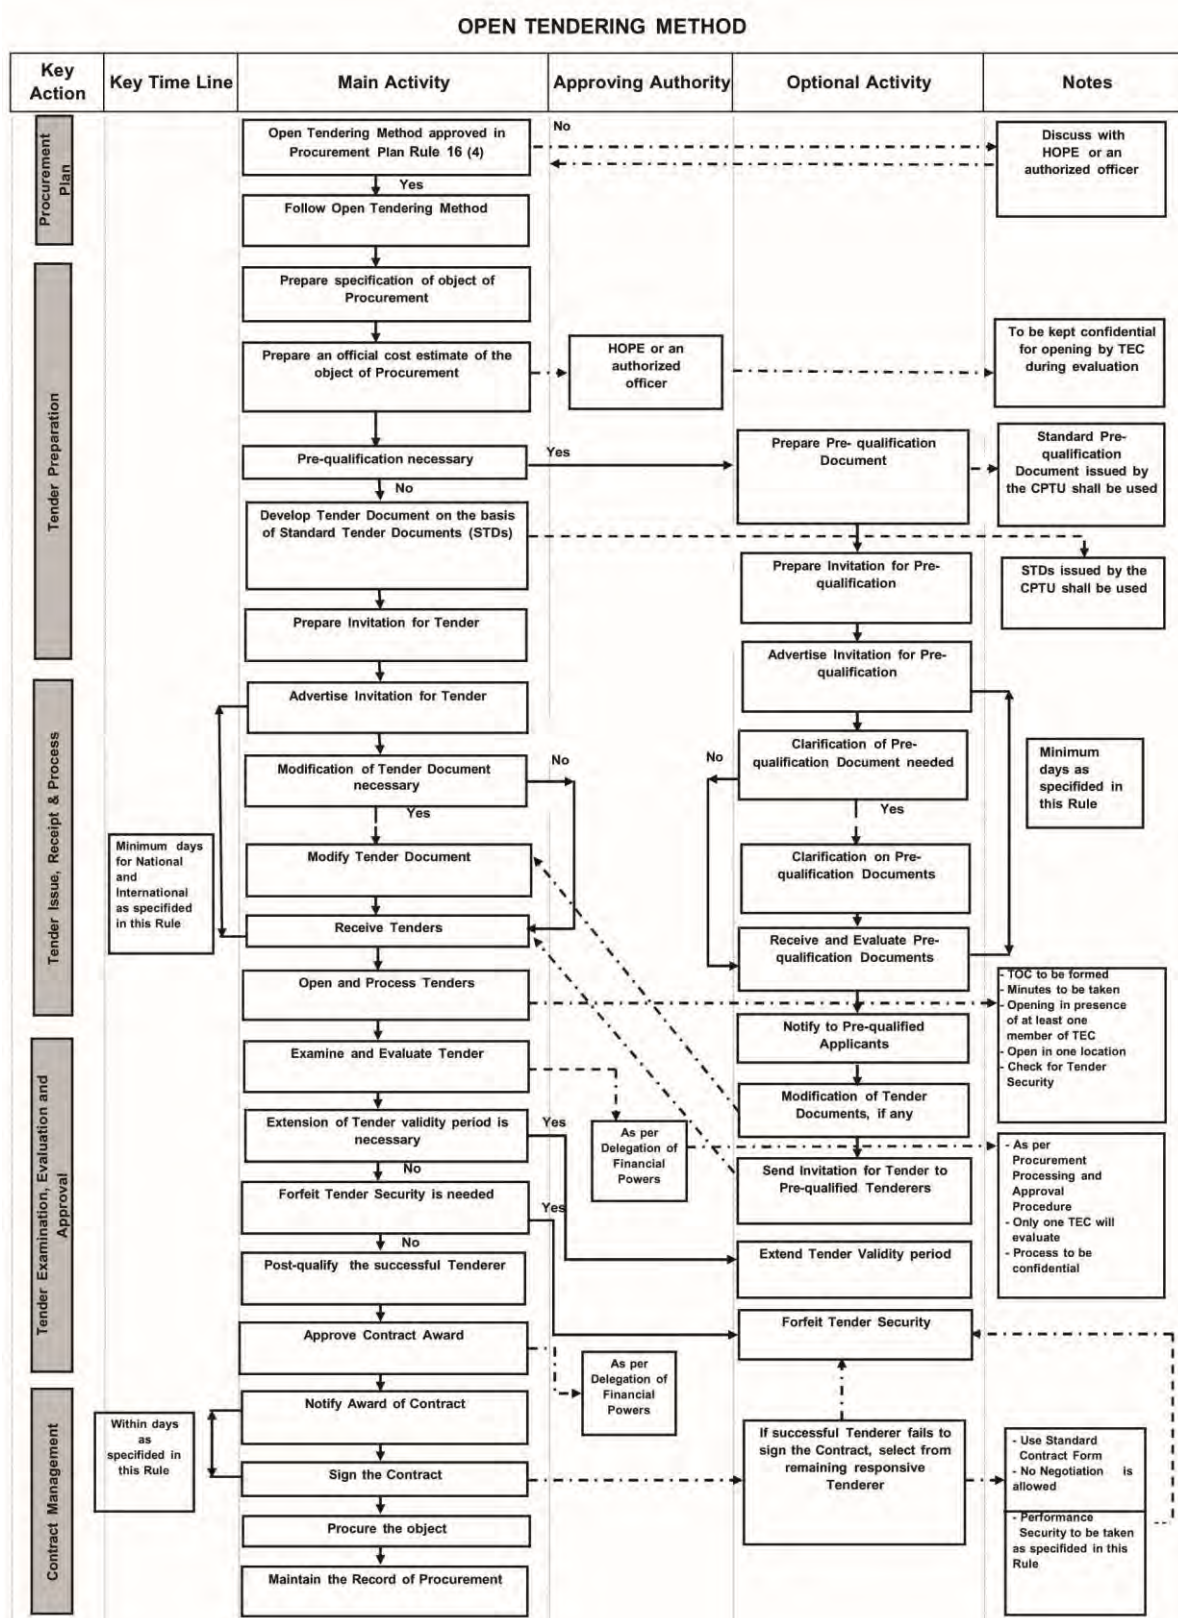 OPEN TENDERING METHOD
Key
Action
Key Time Line
Main Activity
Approving Authority
Optional Activity
Notes
Procurement
Plan
Open Tendering Method approved in
Procurement Plan Rule 16 (4)
No
Discuss with
HOPE or an
authorized officer
Yes
Follow Open Tendering Method
Tender Preparation
Prepare specification of object of
Procurement
Prepare an official cost estimate of the
object of Procurement
HOPE or an
authorized
officer
To be kept confidential
for opening by TEC
during evaluation
Pre-qualification necessary
Yes
Prepare Pre- qualification
Document
Standard Pre-
qualification
Document issued by
the CPTU shall be used
No
Develop Tender Document on the basis
of Standard Tender Documents (STDs)
Prepare Invitation for Pre-
qualification
STDs issued by the
CPTU shall be used
Prepare Invitation for Tender
Advertise Invitation for Pre-
qualification
Tender Issue, Receipt & Process
Advertise Invitation for Tender
Modification of Tender Document
necessary
No
No
Clarification of Pre-
qualification Document needed
Minimum
days as
specifided in
this Rule
Yes
Yes
Minimum days
for National
and
International
as specifided
in this Rule
Modify Tender Document
Clarification on Pre-
qualification Documents
Receive Tenders
Receive and Evaluate Pre-
qualification Documents
Open and Process Tenders
- TOC to be formed
- Minutes to be taken
- Opening in presence
of at least one
member of TEC
- Open in one location
- Check for Tender
Security
Notify to Pre-qualified
Applicants
Tender Examination, Evaluation and
Approval
Examine and Evaluate Tender
Modification of Tender
Documents, if any
Extension of Tender validity period is
necessary
Yes
As per
Delegation of
Financial
Powers
- As per
Procurement
Processing and
Approval
Procedure
- Only one TEC will
evaluate
- Process to be
confidential
No
Send Invitation for Tender to
Pre-qualified Tenderers
Forfeit Tender Security is needed
Yes
No
Post-qualify the successful Tenderer
Extend Tender Validity period
Approve Contract Award
Forfeit Tender Security
As per
Delegation of
Financial
Powers
Contract Management
Within days
as
specifided in
this Rule
Notify Award of Contract
If successful Tenderer fails to
sign the Contract, select from
remaining responsive
Tenderer
- Use Standard
Contract Form
- No Negotiation is
allowed
Sign the Contract
- Performance
Security to be taken
as specifided in this
Rule
Procure the object
Maintain the Record of Procurement